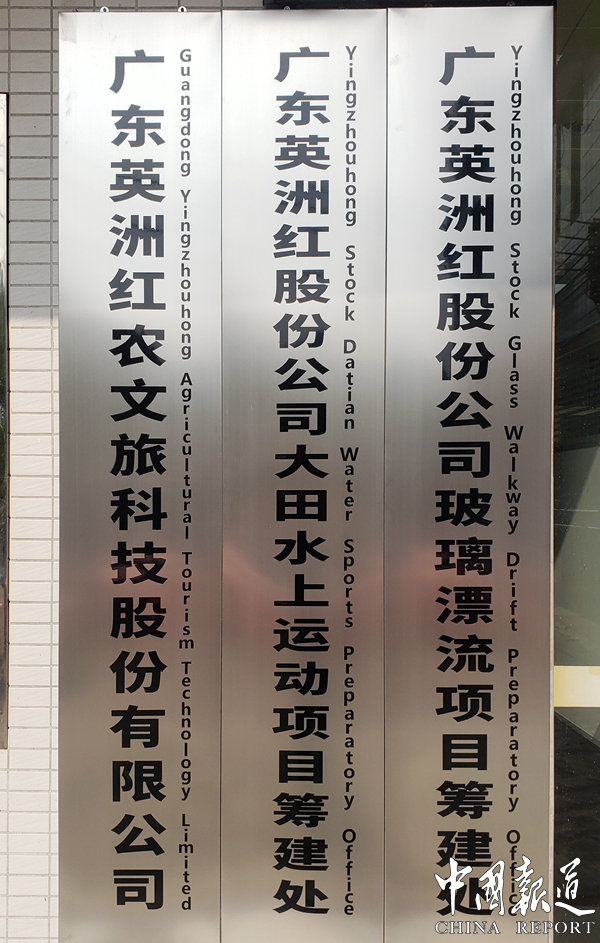 广东英洲红农文旅科技股份有限公司
Guangdong Yingzhouhong Agricultural Tourism Technology Limited
广东英洲红股份公司大田水上运动项目筹建处
Yingzhouhong Stock Datian Water Sports Preparatory Office
广东英洲红股份公司玻璃漂流项目筹建处
Yingzhouhong Stock Glass Walkway Drift Preparatory Office
中國報道
CHINA REPORT